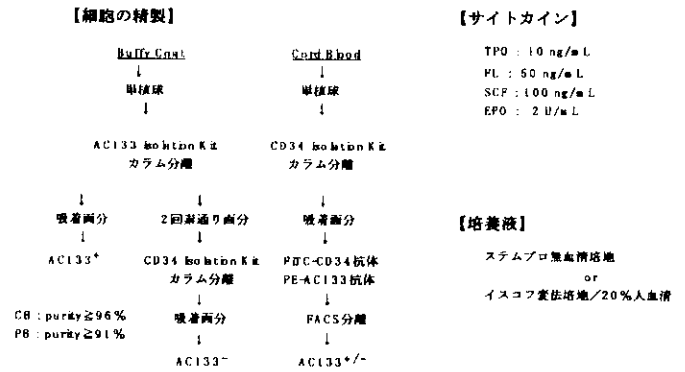 【細胞の精製】
Buffy Coat
Cord Blood
↓
↓
単核球
単核球
↓
↓
AC133 Isolation Kit
カラム分離
CD34 Isolation Kit
カラム分離
↓
↓
↓
吸着画分
2回素通り画分
吸着画分
↓
↓
↓
AC133⁺
CD34 Isolation Kit
カラム分離
FITC-CD34抗体
PE-AC133抗体
↓
↓
CB : purity≧96%
PB : purity≧91%
吸着画分
FACS分離
↓
↓
AC133⁻
AC133⁺/⁻
【サイトカイン】
TPO : 10 ng/mL
FL : 50 ng/mL
SCF : 100 ng/mL
EPO : 2 U/mL
【培養液】
ステムプロ無血清培地
or
イスコフ変法培地/20%人血清